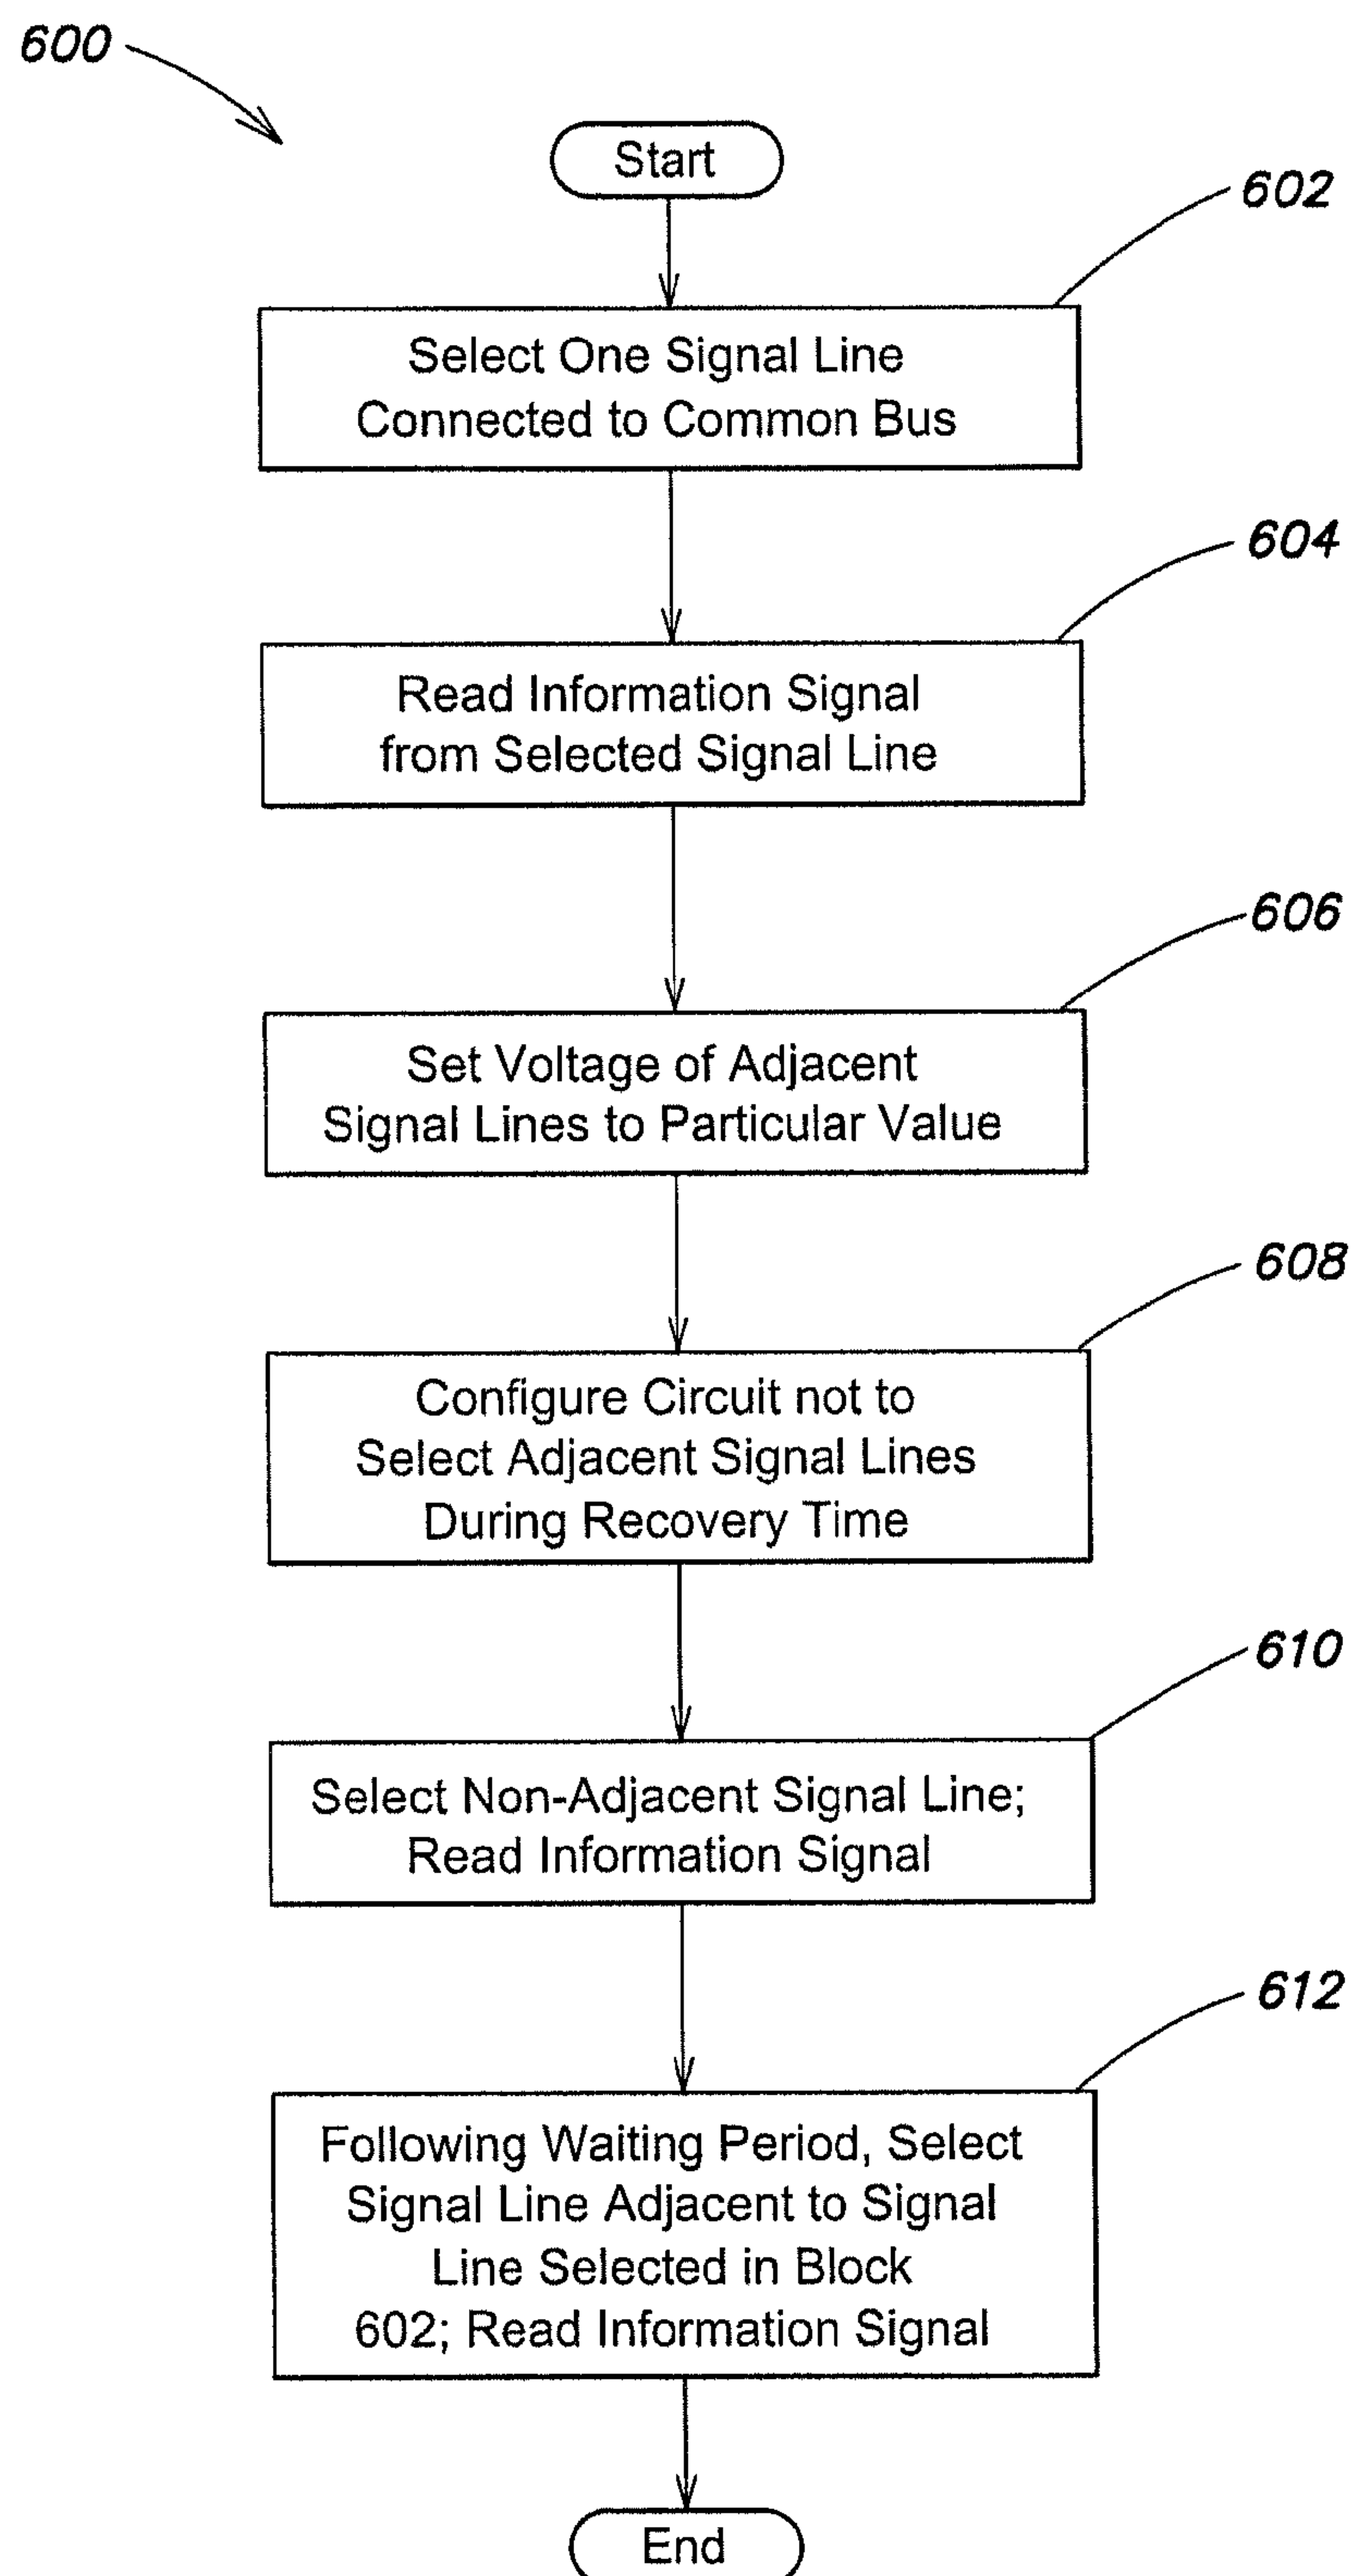 600
Start
602
Select One Signal Line
Connected to Common Bus
604
Read Information Signal
from Selected Signal Line
606
Set Voltage of Adjacent
Signal Lines to Particular Value
608
Configure Circuit not to
Select Adjacent Signal Lines
During Recovery Time
610
Select Non-Adjacent Signal Line;
Read Information Signal
612
Following Waiting Period, Select
Signal Line Adjacent to Signal
Line Selected in Block
602; Read Information Signal
End